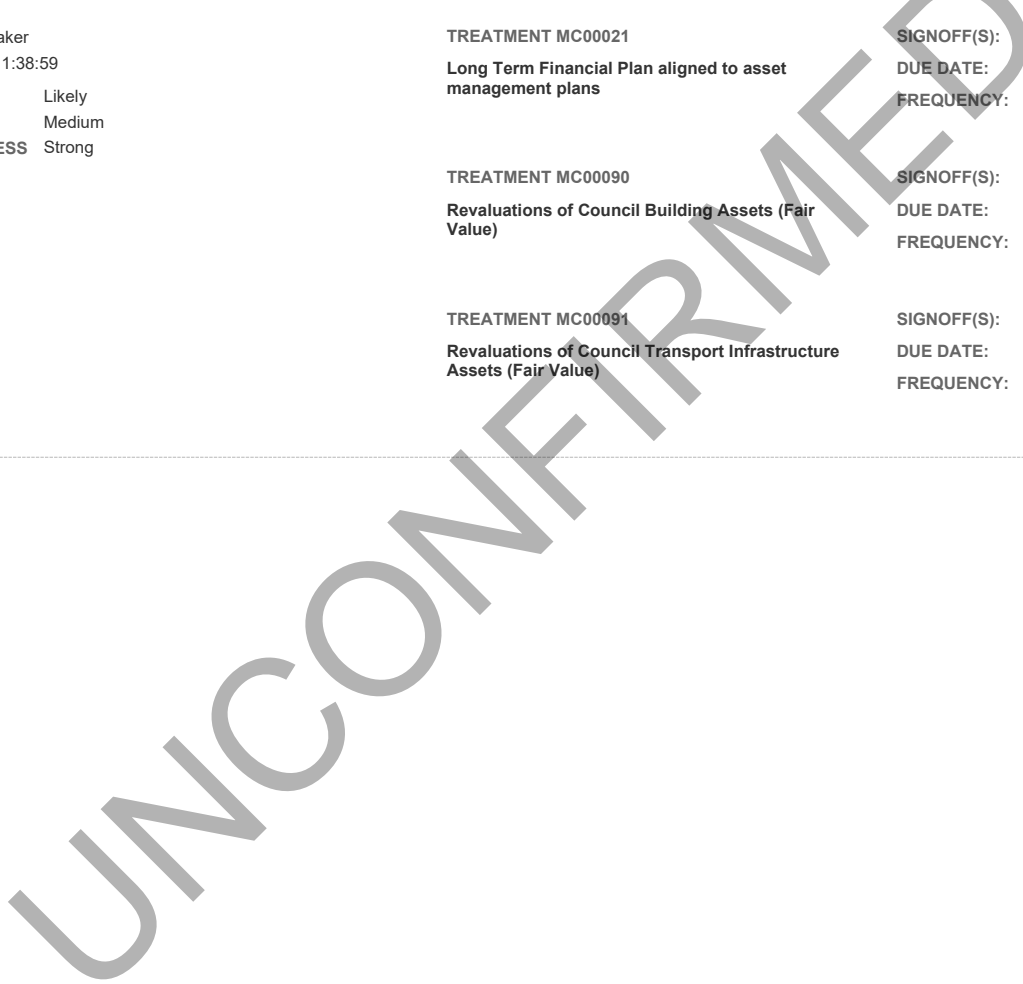 aker
1:38:59
Likely
Medium
ESS Strong
TREATMENT MC00021
Long Term Financial Plan aligned to asset
management plans
SIGNOFF(S):
DUE DATE:
FREQUENCY:
TREATMENT MC00090
Revaluations of Council Building Assets (Fair
Value)
SIGNOFF(S):
DUE DATE:
FREQUENCY:
TREATMENT MC00091
Revaluations of Council Transport Infrastructure
Assets (Fair Value)
SIGNOFF(S):
DUE DATE:
FREQUENCY:
UNCONFIRMED